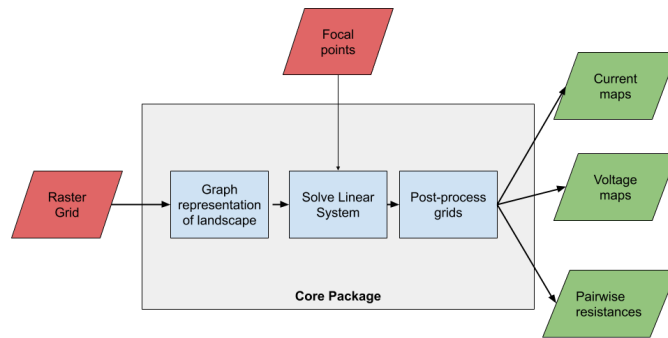 Focal
points
Current
maps
Raster
Grid
Graph
representation
of landscape
Solve Linear
System
Post-process
grids
Voltage
maps
Core Package
Pairwise
resistances